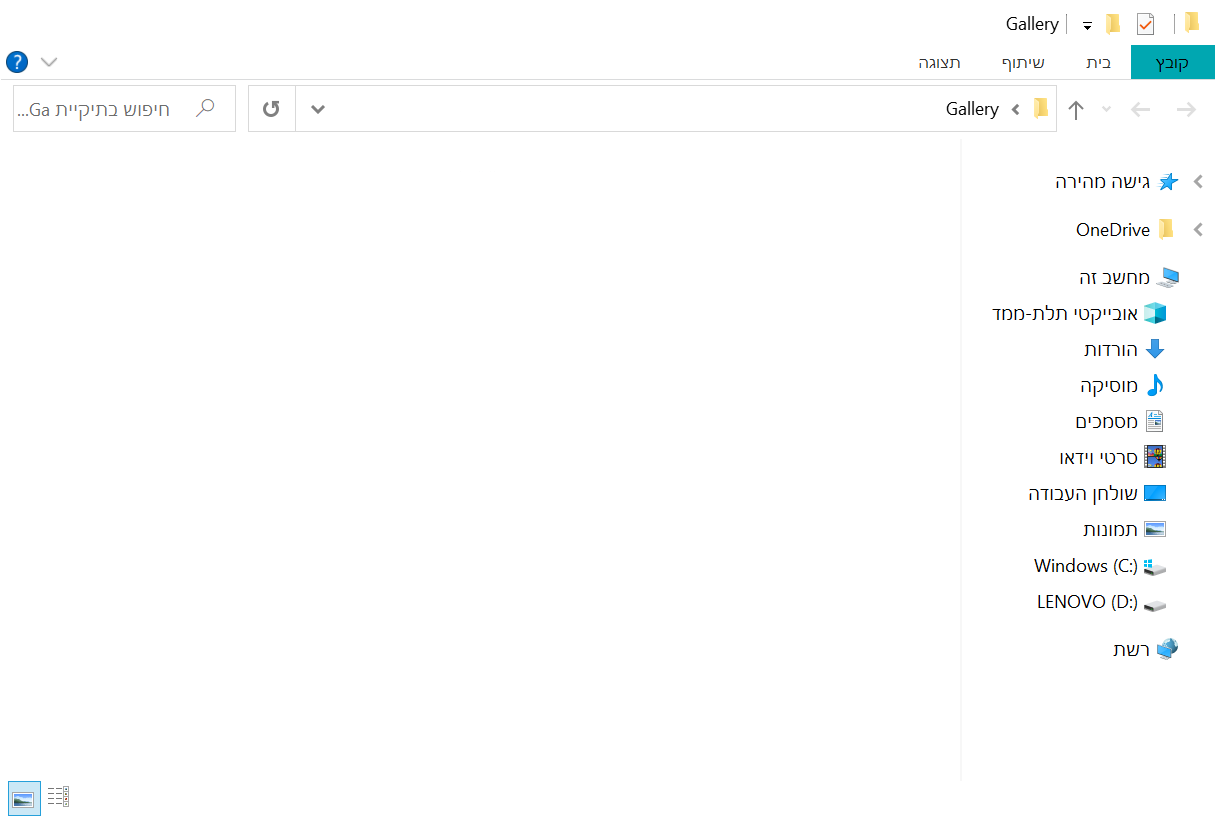 Gallery
קובץ בית שיתוף תצוגה
Gallery
חיפוש בתיקיית Ga...
גישה מהירה
OneDrive
מחשב זה
אובייקטי תלת-ממד
הורדות
מוסיקה
מסמכים
סרטי וידאו
שולחן העבודה
תמונות
Windows (C:)
LENOVO (D:)
רשת